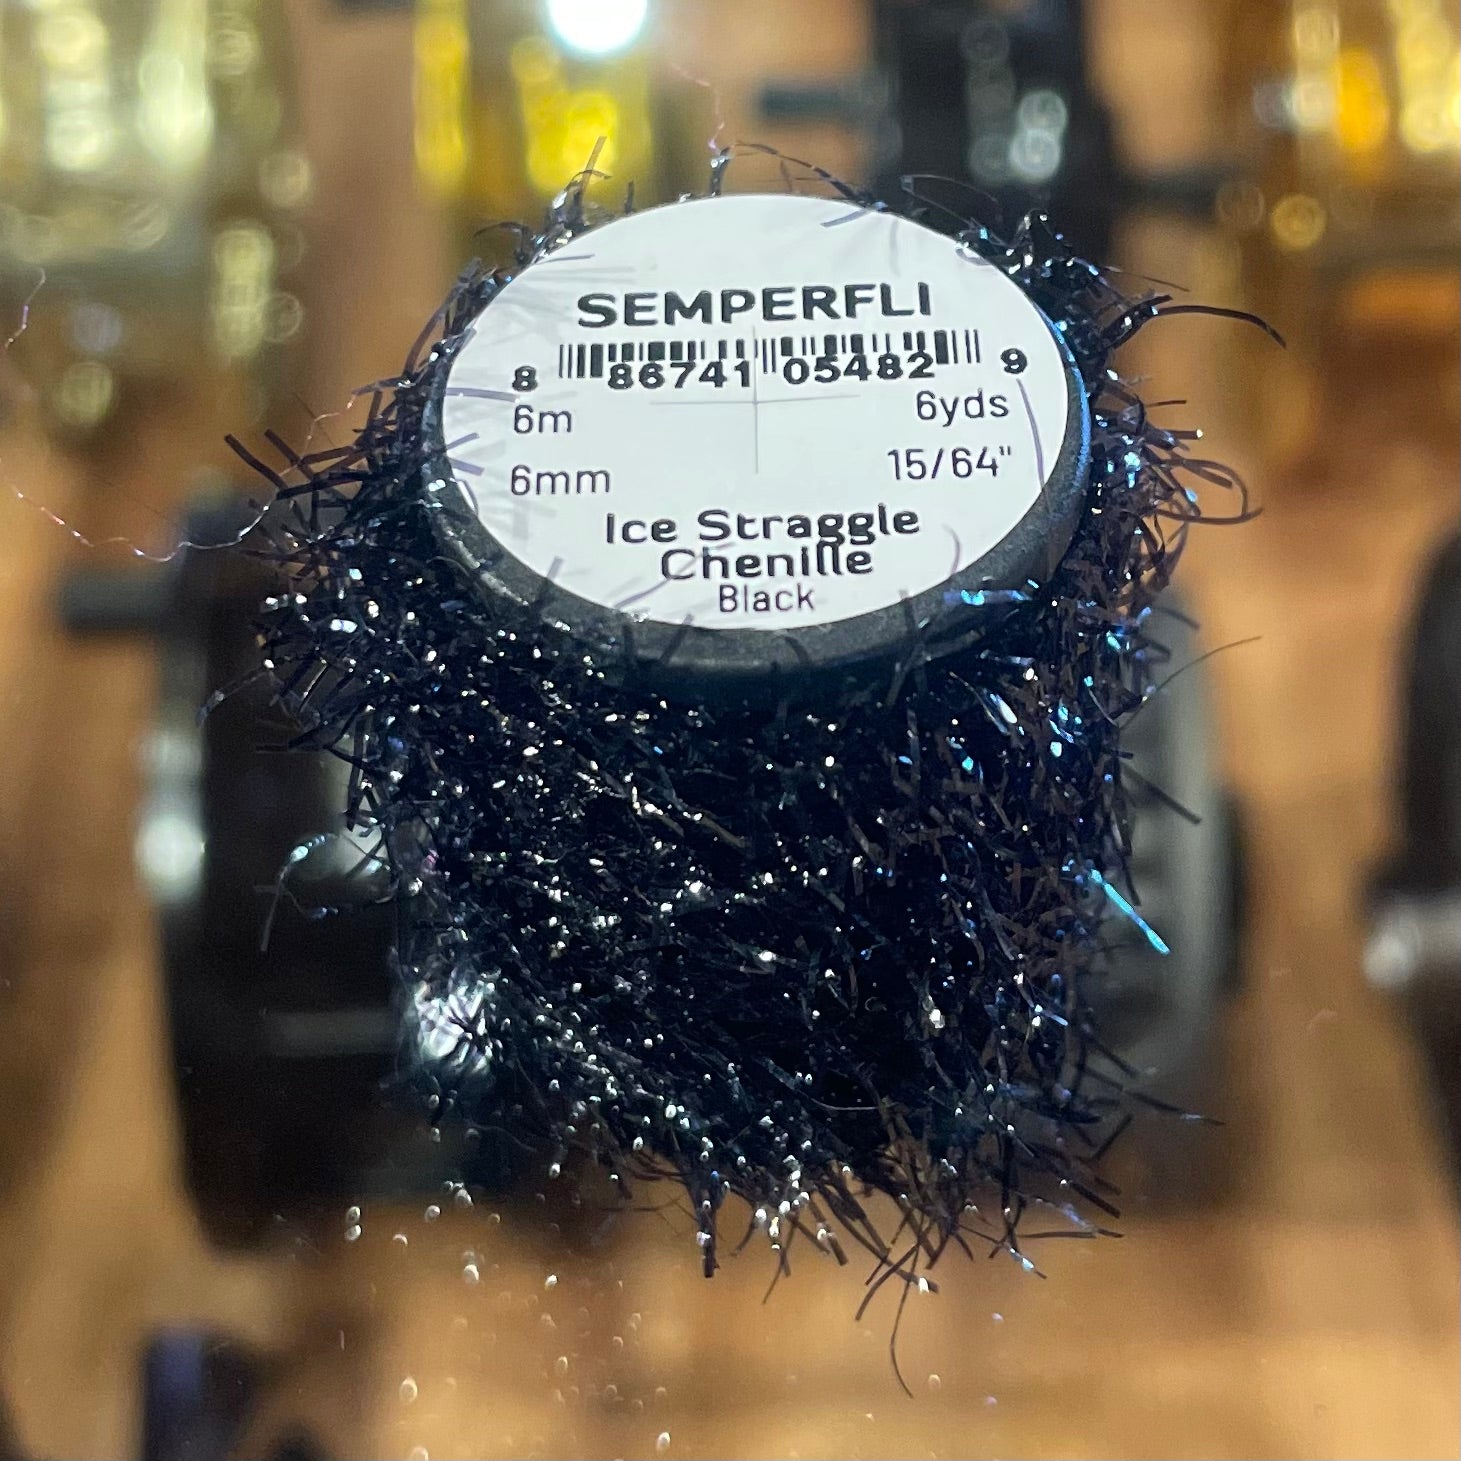 SEMPERFLI
8 86741 05482 9
6m 6yds
6mm 15/64"
Ice Straggle
Chenille
Black